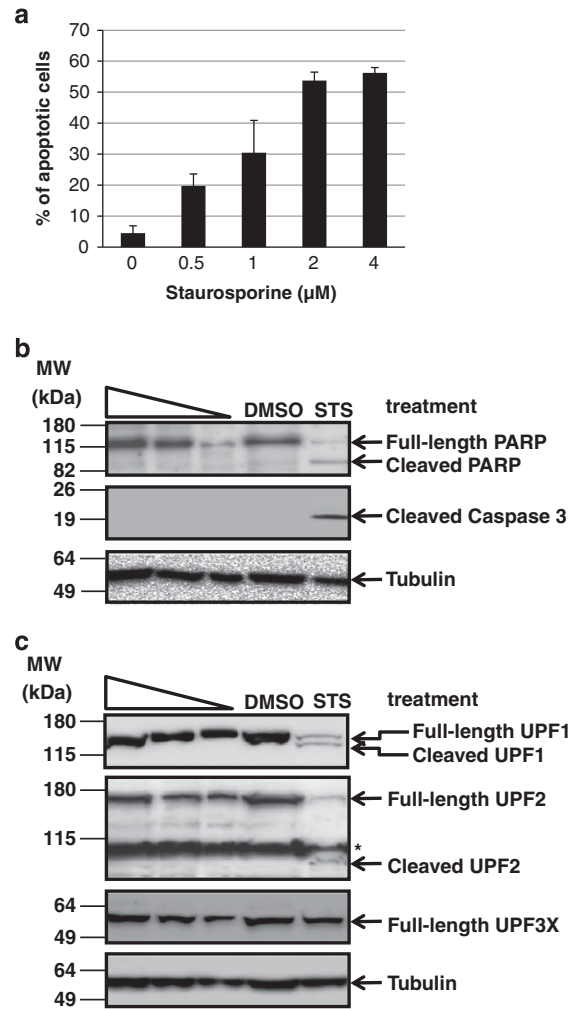 a
70
60
50
40
30
20
10
0
% of apoptotic cells
0 0.5 1 2 4
Staurosporine (µM)
b
MW
(kDa)
DMSO STS treatment
180
115
82
Full-length PARP
Cleaved PARP
26
19
Cleaved Caspase 3
64
49
Tubulin
c
MW
(kDa)
DMSO STS treatment
180
115
Full-length UPF1
Cleaved UPF1
180
115
Full-length UPF2
*
Cleaved UPF2
64
49
Full-length UPF3X
64
49
Tubulin